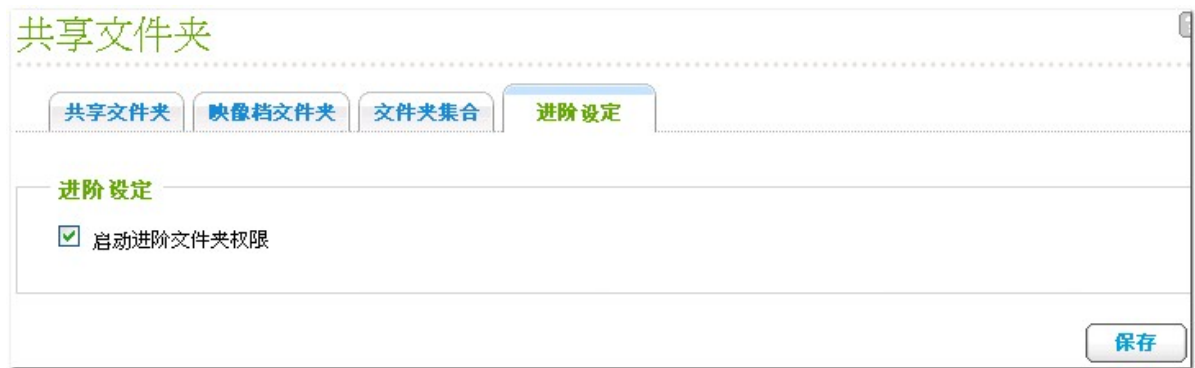 共享文件夹
共享文件夹 映像档文件夹 文件夹集合 进阶设定
进阶设定
启动进阶文件夹权限
保存